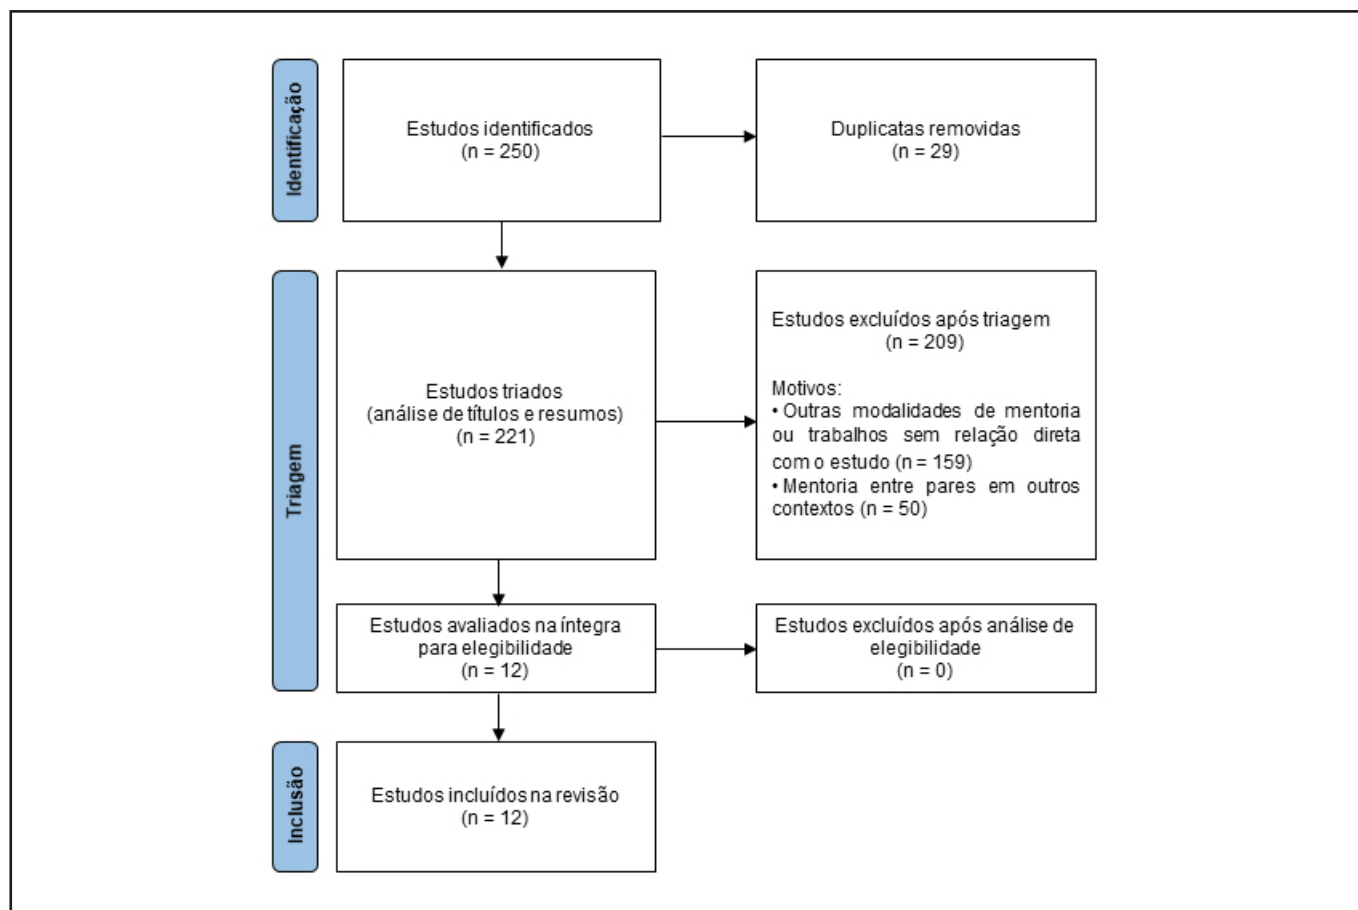 Identificação
Estudos identificados
(n = 250)
Duplicatas removidas
(n = 29)
Triagem
Estudos triados
(análise de títulos e resumos)
(n = 221)
Estudos excluídos após triagem
(n = 209)
Motivos:
• Outras modalidades de mentoria
ou trabalhos sem relação direta
com o estudo (n = 159)
• Mentoria entre pares em outros
contextos (n = 50)
Estudos avaliados na íntegra
para elegibilidade
(n = 12)
Estudos excluídos após análise de
elegibilidade
(n = 0)
Inclusão
Estudos incluídos na revisão
(n = 12)